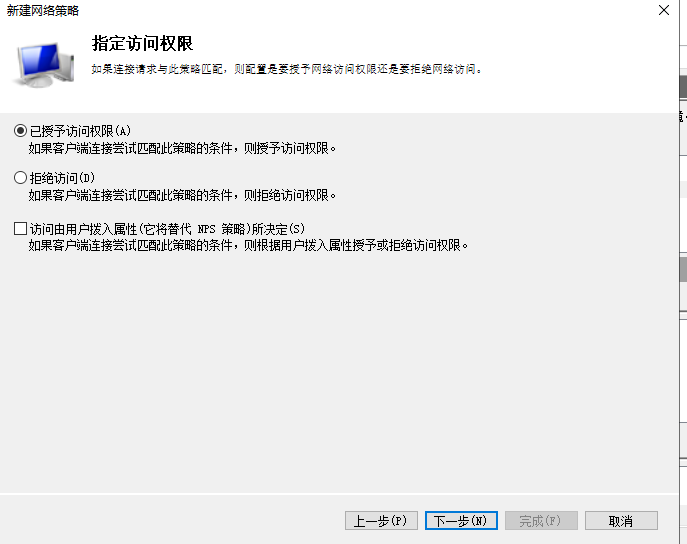 新建网络策略
指定访问权限
如果连接请求与此策略匹配，则配置是要授予网络访问权限还是要拒绝网络访问。
已授予访问权限(A)
如果客户端连接尝试匹配此策略的条件，则授予访问权限。
拒绝访问(D)
如果客户端连接尝试匹配此策略的条件，则拒绝访问权限。
访问由用户拨入属性(它将替代 NPS 策略)所决定(S)
如果客户端连接尝试匹配此策略的条件，则根据用户拨入属性授予或拒绝访问权限。
上一步(P) 下一步(N) 完成(F) 取消